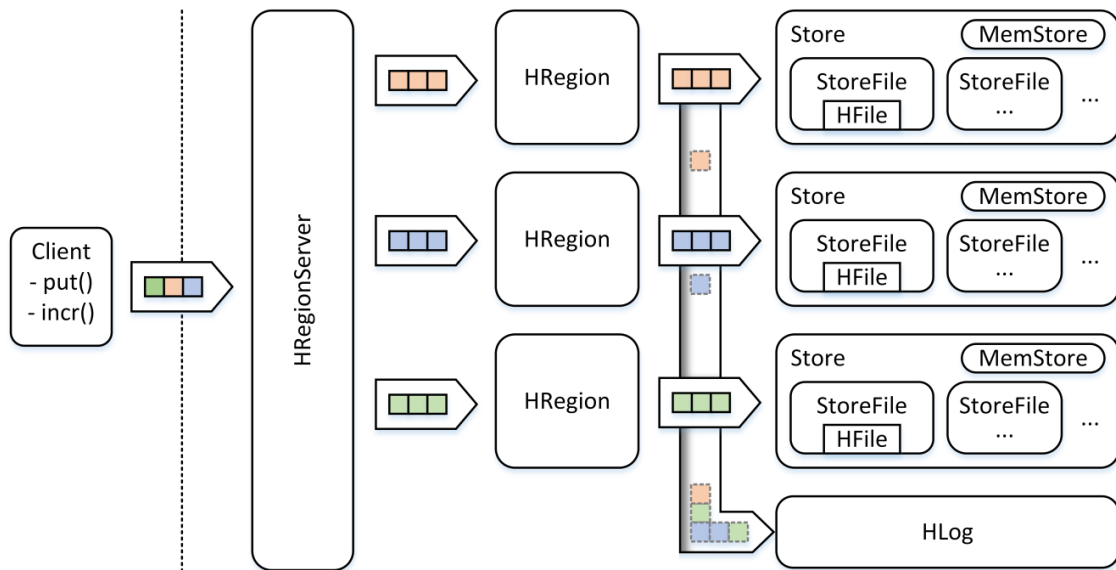 Client
- put()
- incr()
HRegionServer
HRegion
Store
MemStore
StoreFile
HFile
StoreFile
...
...
HRegion
Store
MemStore
StoreFile
HFile
StoreFile
...
...
HRegion
Store
MemStore
StoreFile
HFile
StoreFile
...
...
HLog